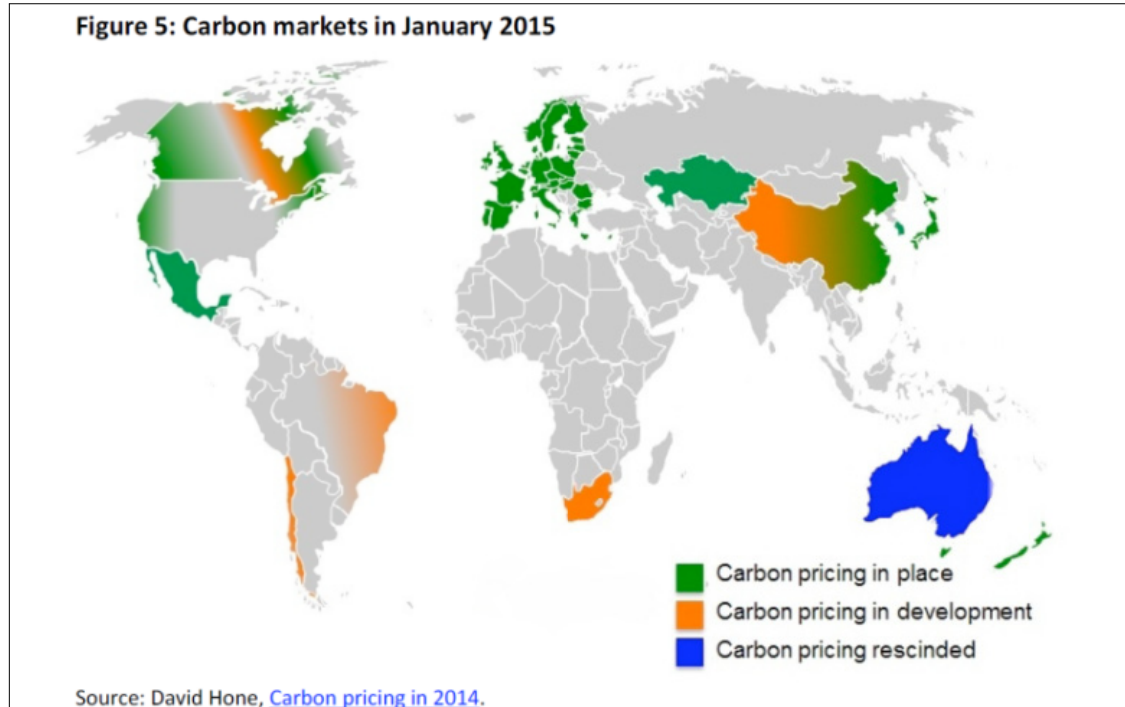 Figure 5: Carbon markets in January 2015
Carbon pricing in place
Carbon pricing in development
Carbon pricing rescinded
Source: David Hone, Carbon pricing in 2014.